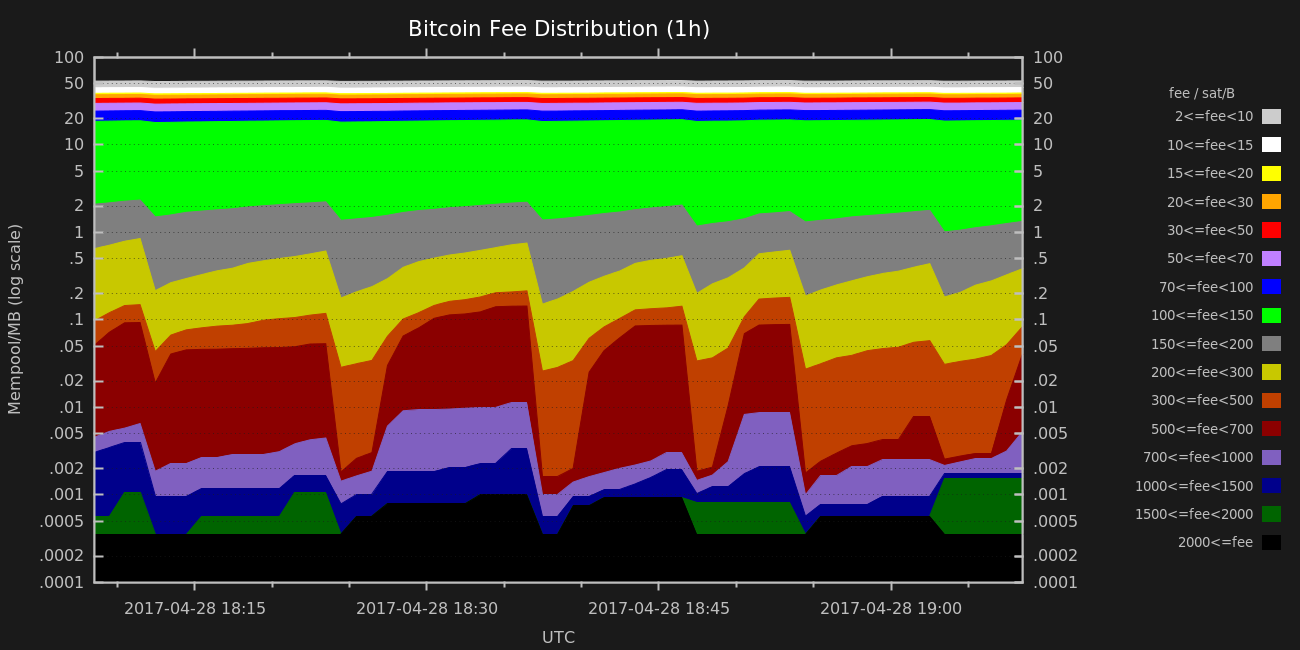 Bitcoin Fee Distribution (1h)
Mempool/MB (log scale)
100
50
20
10
5
2
1
.5
.2
.1
.05
.02
.01
.005
.002
.001
.0005
.0002
.0001
100
50
20
10
5
2
1
.5
.2
.1
.05
.02
.01
.005
.002
.001
.0005
.0002
.0001
2017-04-28 18:15
2017-04-28 18:30
2017-04-28 18:45
2017-04-28 19:00
UTC
fee / sat/B
2<=fee<10
10<=fee<15
15<=fee<20
20<=fee<30
30<=fee<50
50<=fee<70
70<=fee<100
100<=fee<150
150<=fee<200
200<=fee<300
300<=fee<500
500<=fee<700
700<=fee<1000
1000<=fee<1500
1500<=fee<2000
2000<=fee